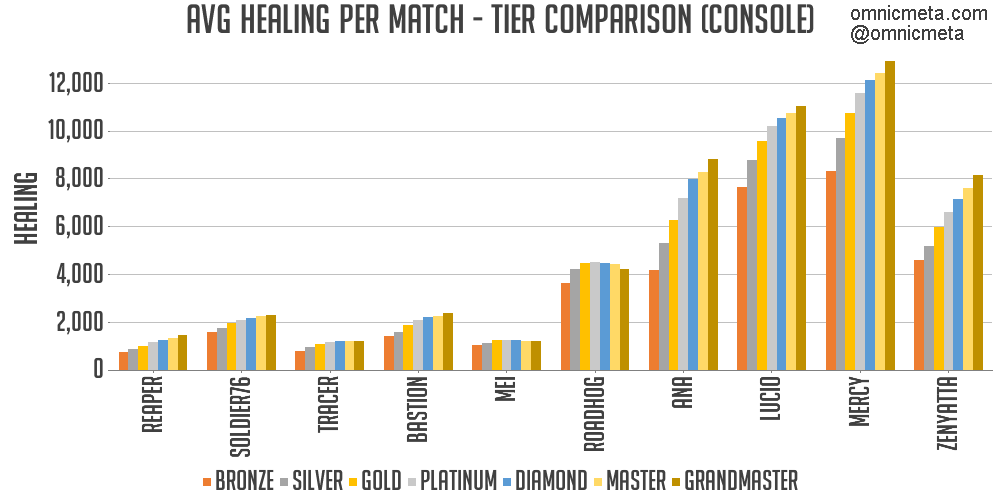 AVG HEALING PER MATCH - TIER COMPARISON (CONSOLE)
omnicmeta.com
@omnicmeta
HEALING
12,000
10,000
8,000
6,000
4,000
2,000
0
REAPER
SOLDIER76
TRACER
BASTION
MEI
ROADHOG
ANA
LUCIO
MERCY
ZENYATTA
BRONZE SILVER GOLD PLATINUM DIAMOND MASTER GRANDMASTER